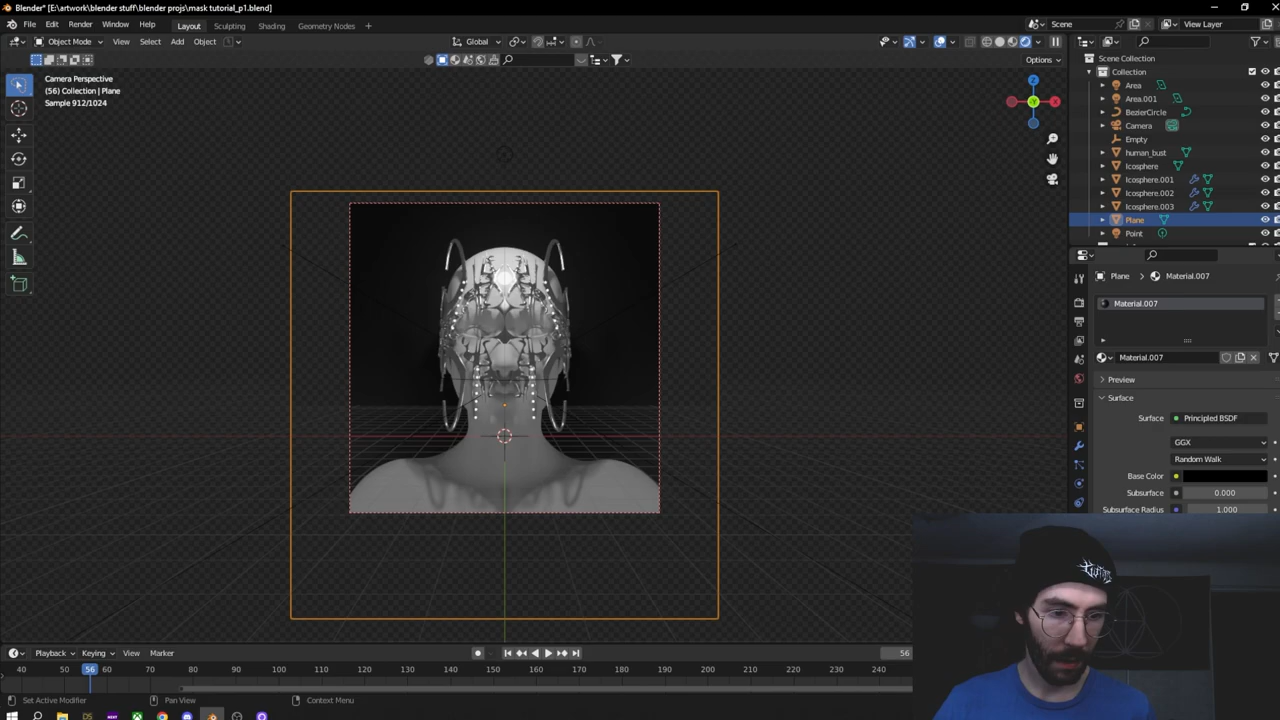 Blender* [E:\artwork\blender stuff\blender projs\mask tutorial_p1.blend]
File Edit Render Window Help Layout Sculpting Geometry Nodes + Scene View Layer
Object Mode View Select Add Object Global
Options
Camera Perspective
(56) Collection | Plane
Sample 912/1024
Z
X
-Y
Scene Collection
Collection
Area
Area.001
BezierCircle
Camera
Empty
human_bust
Icosphere
Icosphere.001
Icosphere.002
Icosphere.003
Plane
Point
Plane > Material.007
Material.007
Material.007
Preview
Surface
Surface Principled BSDF
GGX
Random Walk
Base Color
Subsurface 0.000
Subsurface Radius 1.000
Playback Keying View Marker 56
40 50 56 60 70 80 90 100 110 120 130 140 150 160 170 180 190 200 210 220 230 240
Set Active Modifier Pan View Context Menu